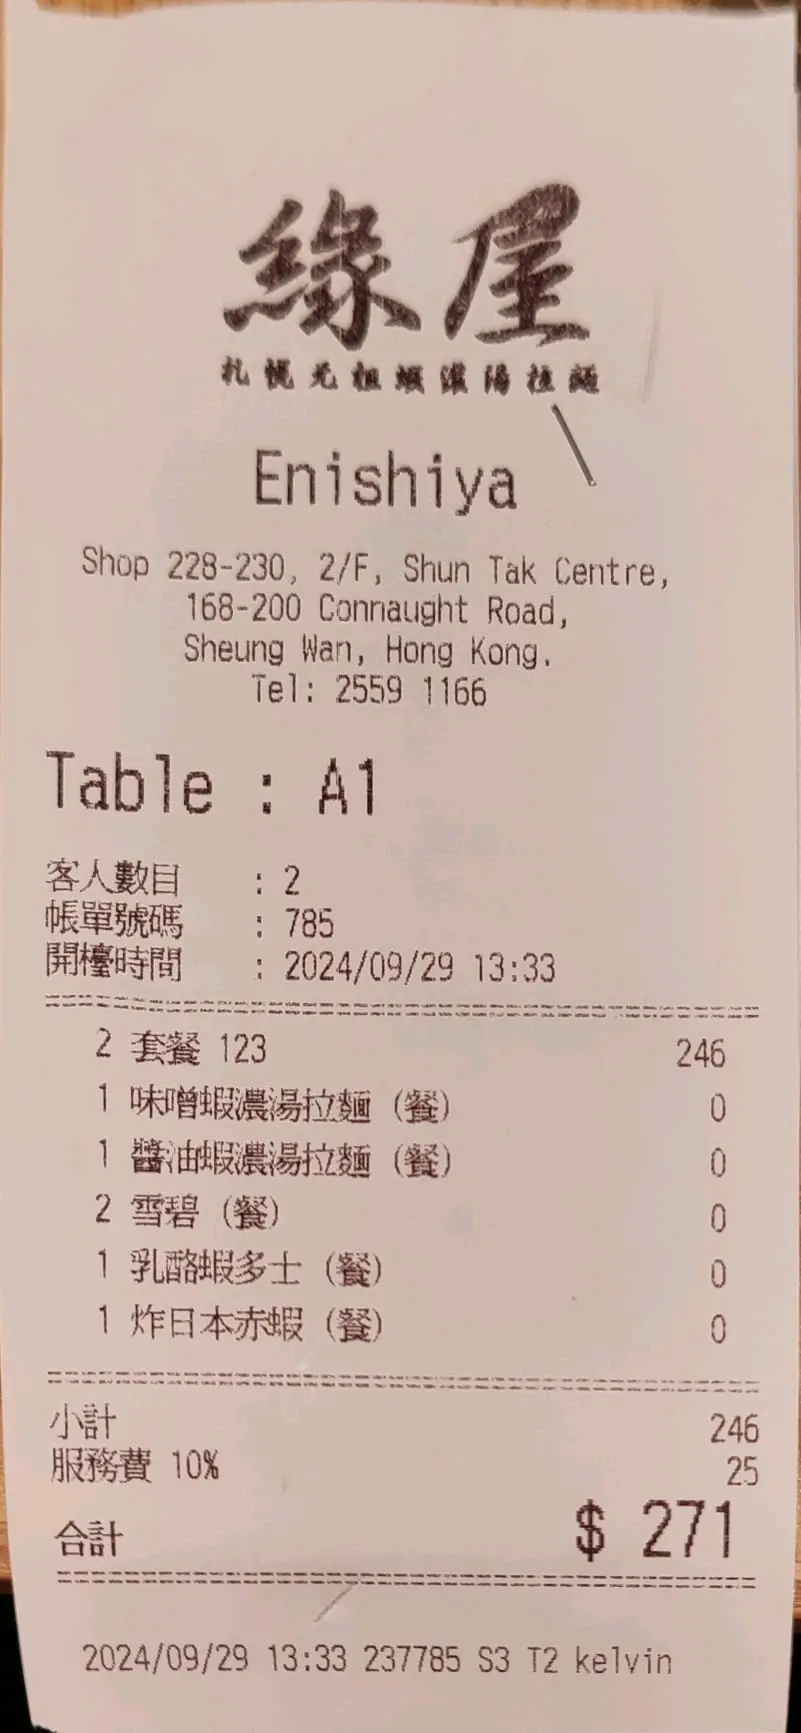 緣屋
札幌元祖蝦濃湯拉麵
Enishiya
Shop 228-230, 2/F, Shun Tak Centre,
168-200 Connaught Road,
Sheung Wan, Hong Kong.
Tel: 2559 1166
Table : A1
客人數目 : 2
帳單號碼 : 785
開檯時間 : 2024/09/29 13:33
2 套餐 123 246
1 味噌蝦濃湯拉麵 (餐) 0
1 醬油蝦濃湯拉麵 (餐) 0
2 雪碧 (餐) 0
1 乳酪蝦多士 (餐) 0
1 炸日本赤蝦 (餐) 0
小計 246
服務費 10% 25
合計 $ 271
2024/09/29 13:33 237785 S3 T2 kelvin